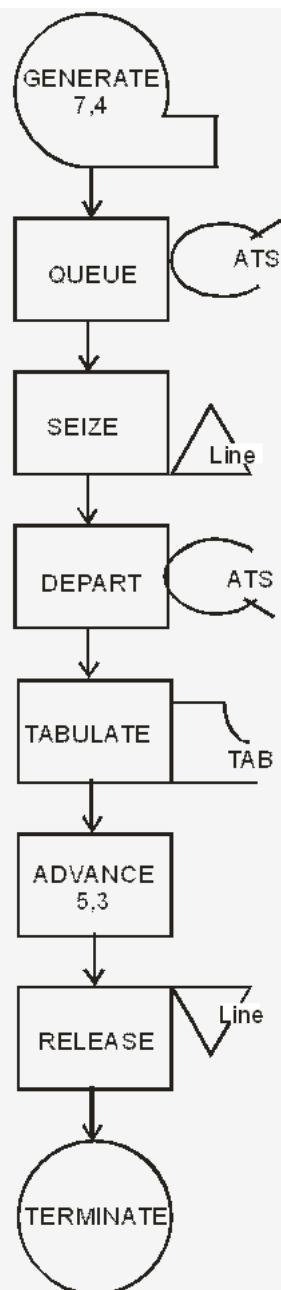 GENERATE
7,4
QUEUE
ATS
SEIZE
Line
DEPART
ATS
TABULATE
TAB
ADVANCE
5,3
RELEASE
Line
TERMINATE